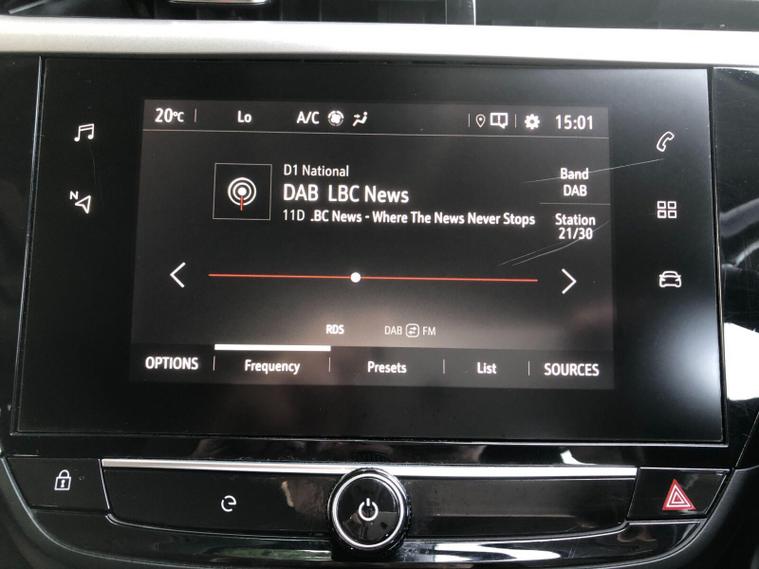 20°C Lo A/C 15:01
N
D1 National
DAB LBC News
11D .BC News - Where The News Never Stops
Band
DAB
Station
21/30
RDS DAB FM
OPTIONS Frequency Presets List SOURCES